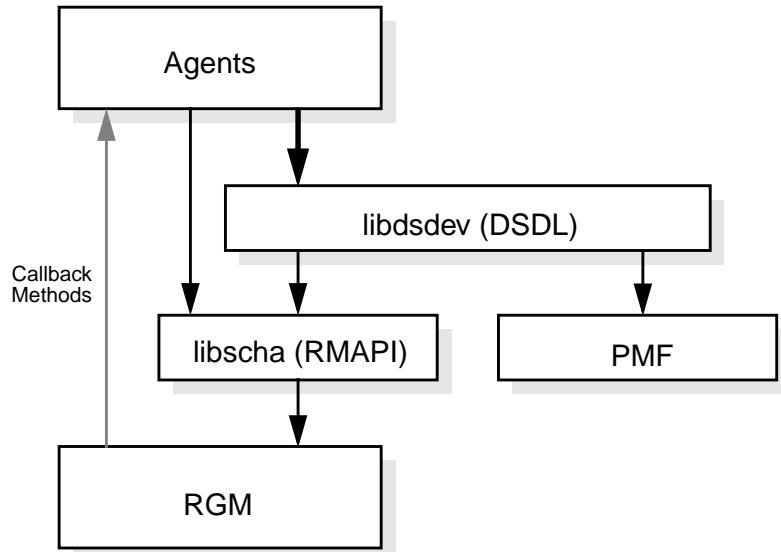 Agents
libdsdev (DSDL)
Callback
Methods
libscha (RMAPI)
PMF
RGM